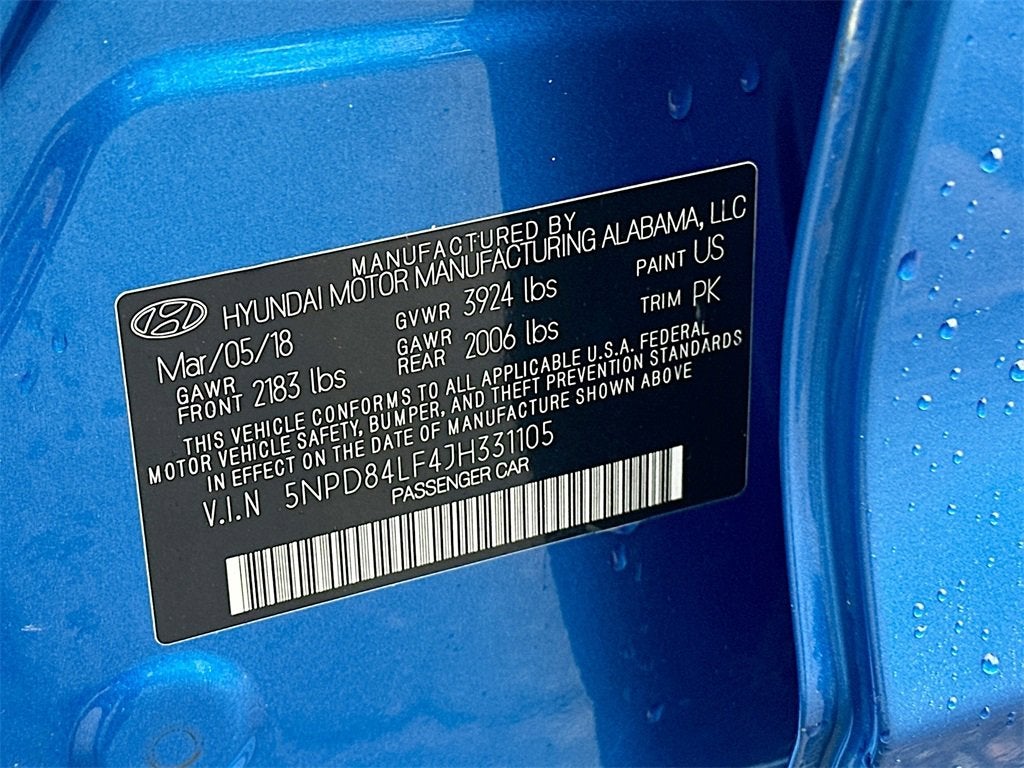 MANUFACTURED BY
HYUNDAI MOTOR MANUFACTURING ALABAMA, LLC
Mar/05/18 GVWR 3924 lbs PAINT US
GAWR FRONT 2183 lbs GAWR REAR 2006 lbs TRIM PK
THIS VEHICLE CONFORMS TO ALL APPLICABLE U.S.A. FEDERAL
MOTOR VEHICLE SAFETY, BUMPER, AND THEFT PREVENTION STANDARDS
IN EFFECT ON THE DATE OF MANUFACTURE SHOWN ABOVE
V.I.N 5NPD84LF4JH331105
PASSENGER CAR